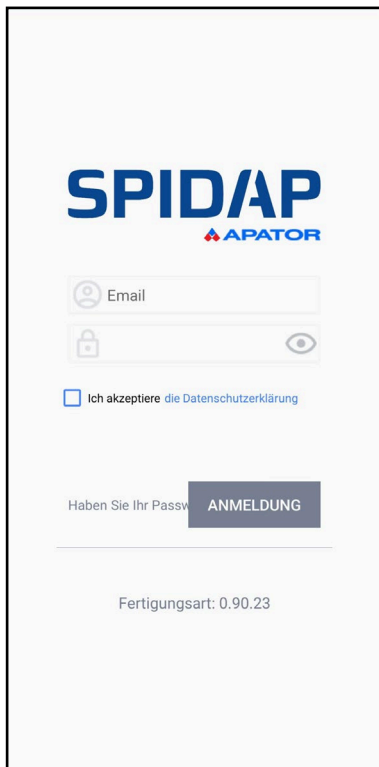 SPIDAP
APATOR
Email
Ich akzeptiere die Datenschutzerklärung
Haben Sie Ihr Passw
ANMELDUNG
Fertigungsart: 0.90.23